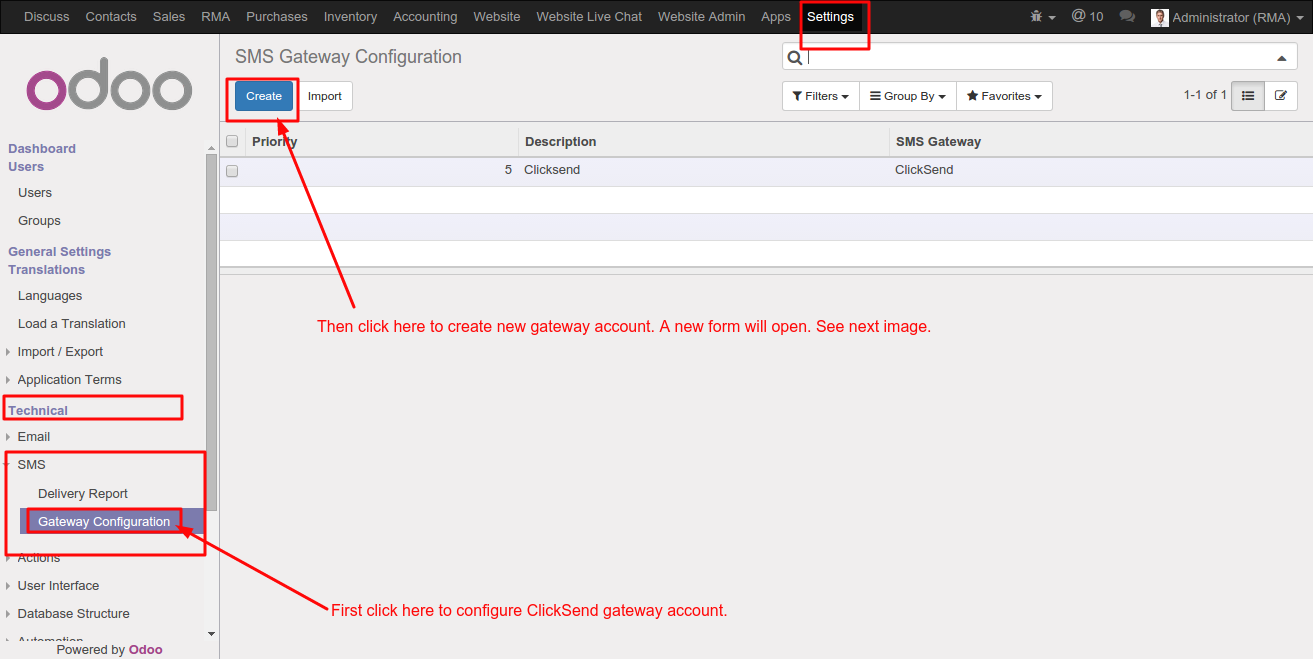 Discuss Contacts Sales RMA Purchases Inventory Accounting Website Website Live Chat Website Admin Apps Settings @ 10 Administrator (RMA)
odoo
SMS Gateway Configuration
Create Import
Filters Group By Favorites 1-1 of 1
Priority Description SMS Gateway
5 Clicksend ClickSend
Dashboard
Users
Users
Groups
General Settings
Translations
Languages
Load a Translation
Import / Export
Application Terms
Technical
Email
SMS
Delivery Report
Gateway Configuration
Actions
User Interface
Database Structure
Automation
Powered by Odoo
Then click here to create new gateway account. A new form will open. See next image.
First click here to configure ClickSend gateway account.